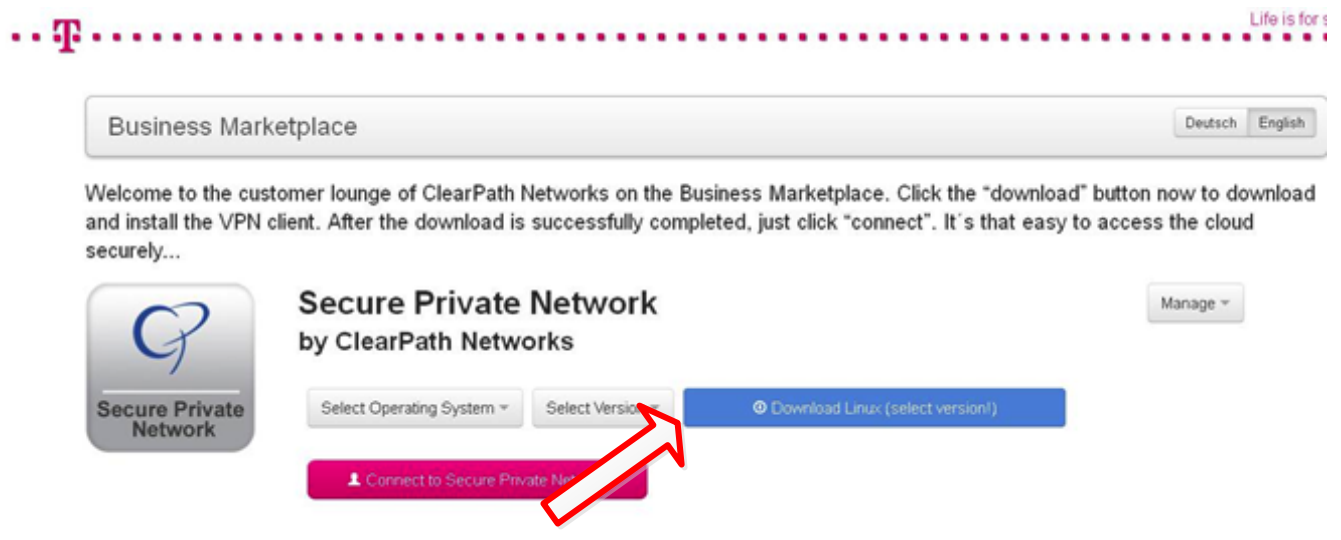 Life is for s
T
Business Marketplace
Deutsch English
Welcome to the customer lounge of ClearPath Networks on the Business Marketplace. Click the “download” button now to download
and install the VPN client. After the download is successfully completed, just click “connect”. It´s that easy to access the cloud
securely...
Secure Private Network
Manage
by ClearPath Networks
Secure Private
Network
Select Operating System
Select Version
Download Linux (select version!)
Connect to Secure Private